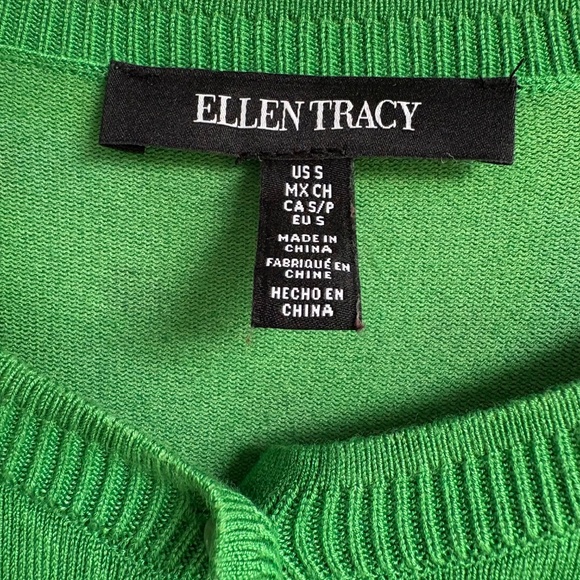 ELLEN TRACY
US S
MX CH
CA S/P
EU S
MADE IN
CHINA
FABRIQUÉ EN
CHINE
HECHO EN
CHINA